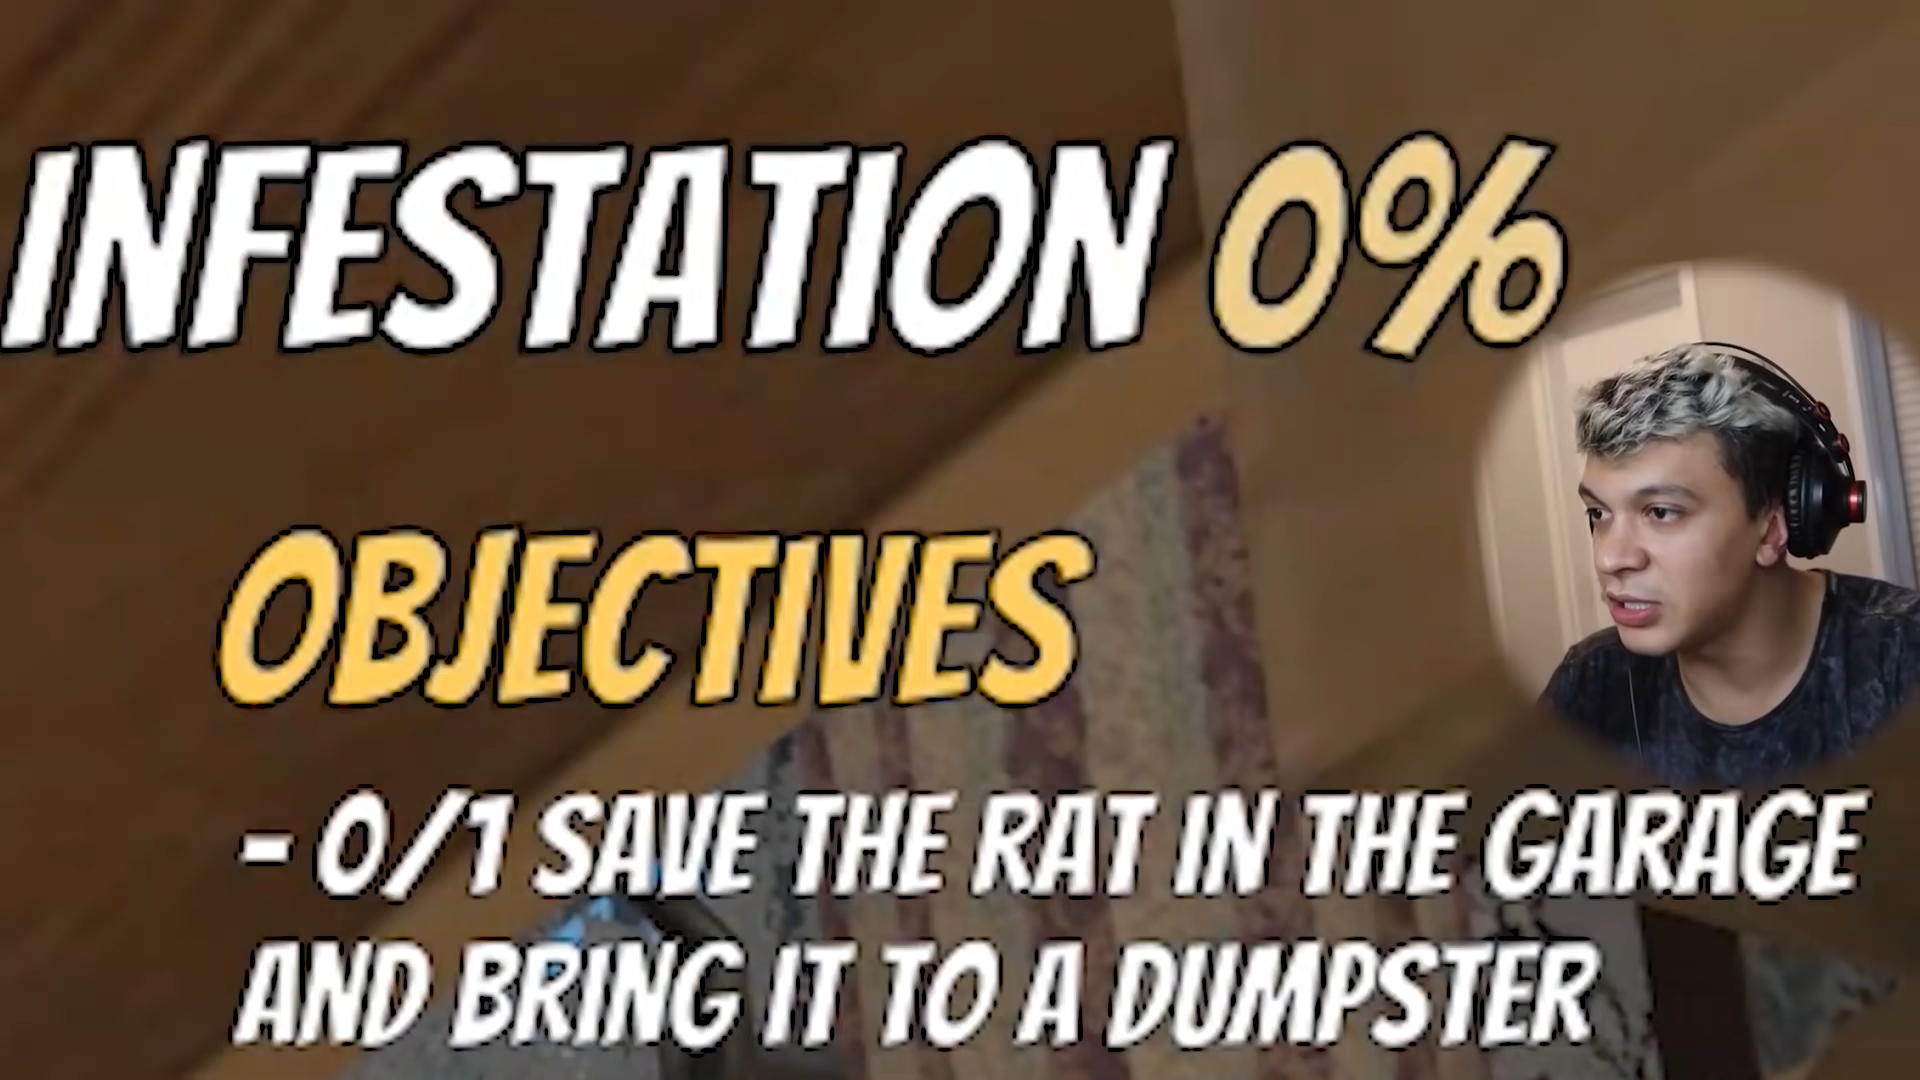 INFESTATION 0%
OBJECTIVES
- 0/1 SAVE THE RAT IN THE GARAGE
AND BRING IT TO A DUMPSTER